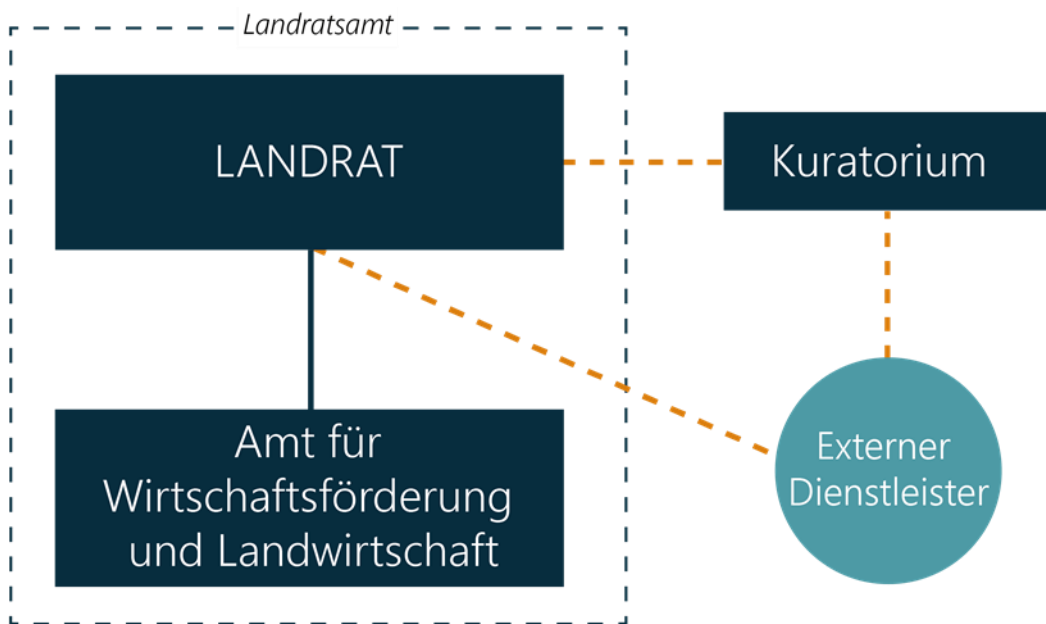 Landratsamt
LANDRAT
Kuratorium
Amt für
Wirtschaftsförderung
und Landwirtschaft
Externer
Dienstleister